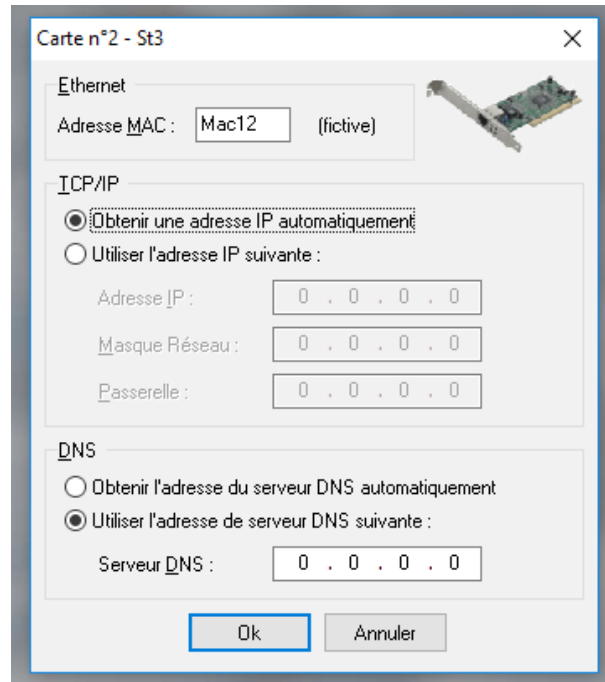 Carte n°2 - St3
Ethernet
Adresse MAC : Mac12 (fictive)
TCP/IP
Obtenir une adresse IP automatiquement
Utiliser l'adresse IP suivante :
Adresse IP : 0 . 0 . 0 . 0
Masque Réseau : 0 . 0 . 0 . 0
Passerelle : 0 . 0 . 0 . 0
DNS
Obtenir l'adresse du serveur DNS automatiquement
Utiliser l'adresse de serveur DNS suivante :
Serveur DNS : 0 . 0 . 0 . 0
Ok Annuler